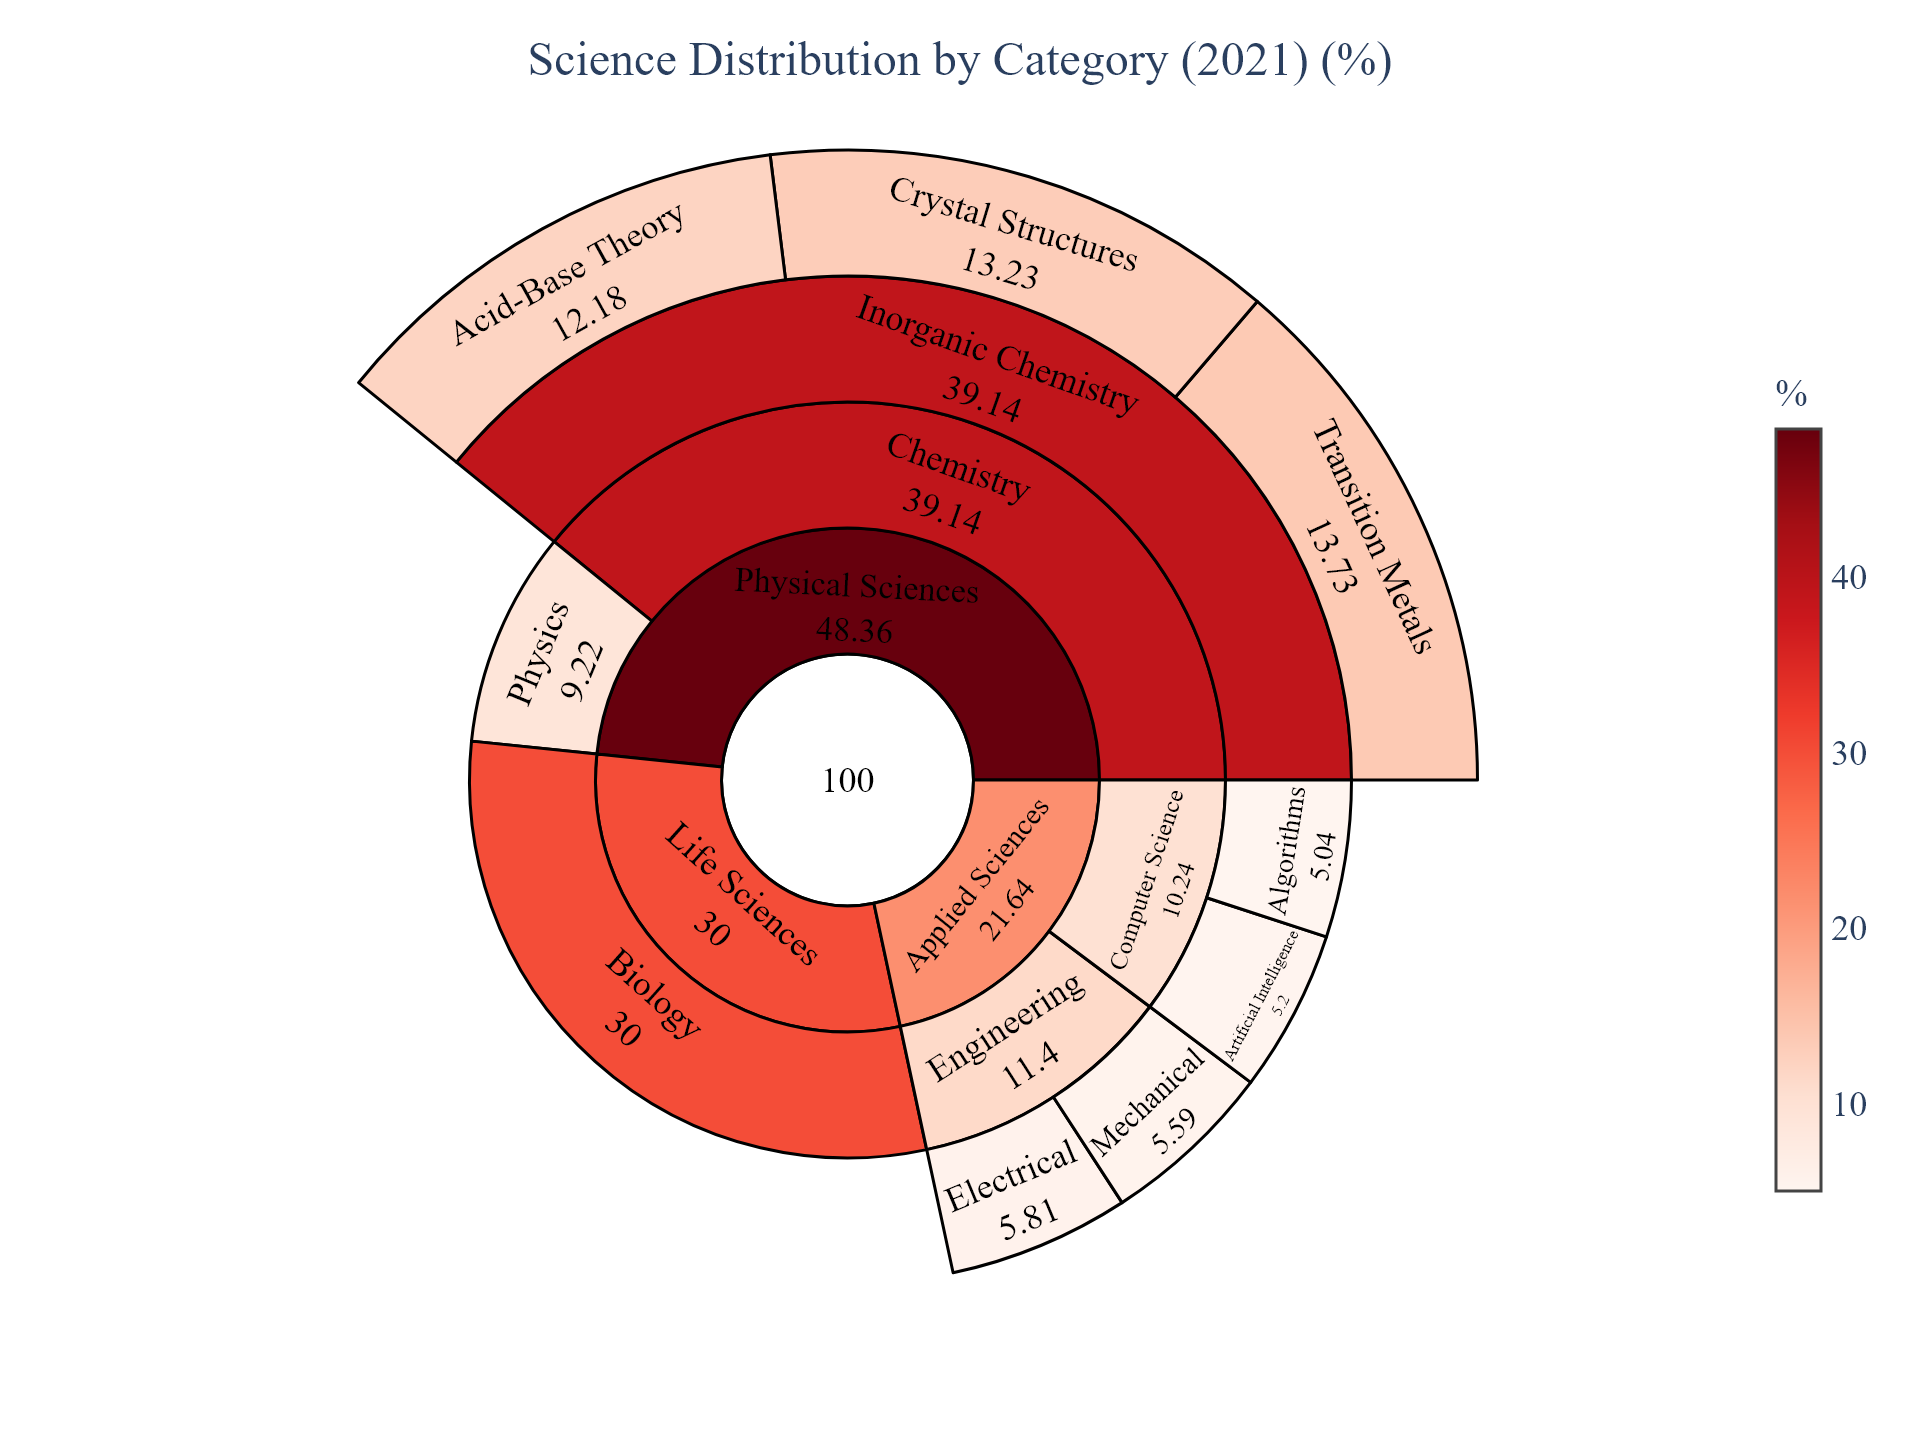 Science Distribution by Category (2021) (%)
Acid-Base Theory
12.18
Crystal Structures
13.23
Transition Metals
13.73
Inorganic Chemistry
39.14
Chemistry
39.14
Physical Sciences
48.36
Physics
9.22
100
Life Sciences
30
Biology
30
Applied Sciences
21.64
Computer Science
10.24
Algorithms
5.04
Artificial Intelligence
5.2
Engineering
11.4
Mechanical
5.59
Electrical
5.81
%
40
30
20
10